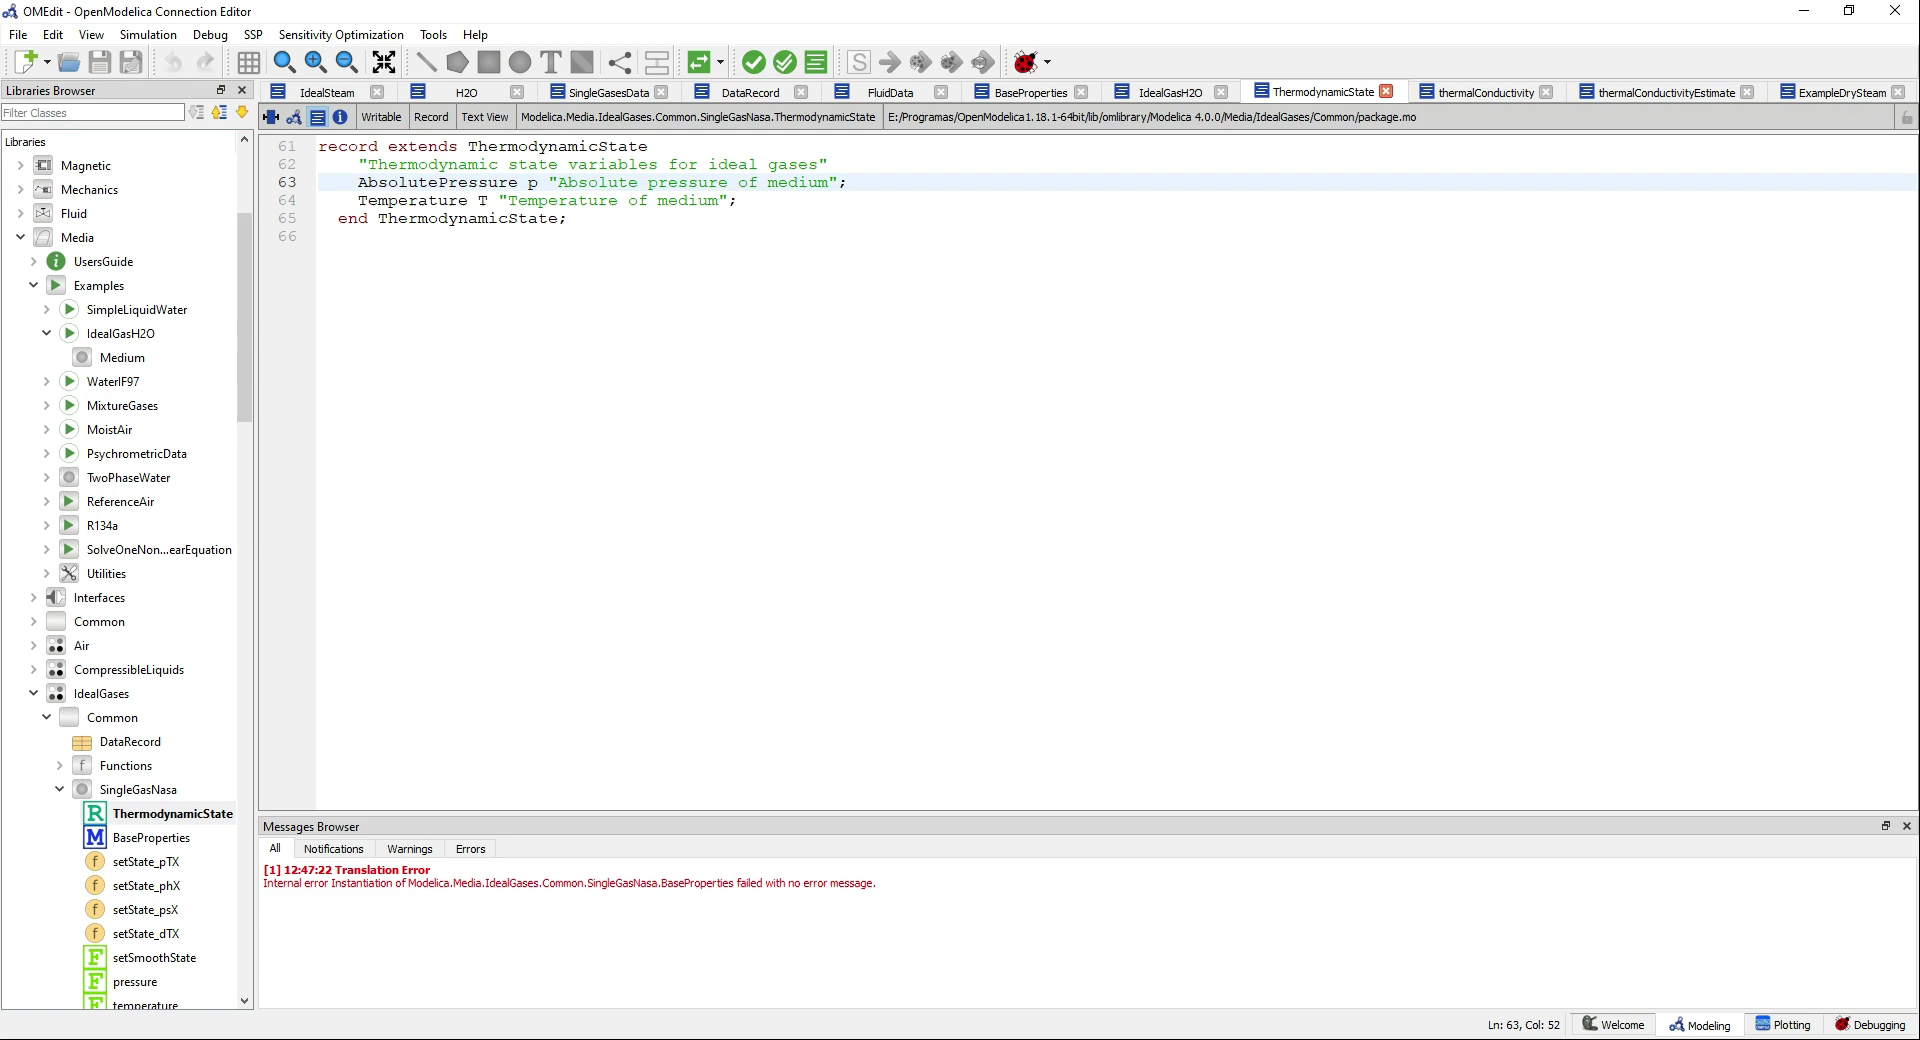 OMEdit - OpenModelica Connection Editor
File Edit View Simulation Debug SSP Sensitivity Optimization Tools Help
Libraries Browser
IdealSteam H2O SingleGasesData DataRecord FluidData BaseProperties IdealGasH2O ThermodynamicState thermalConductivity thermalConductivityEstimate ExampleDrySteam
Filter Classes
Writable Record Text View Modelica.Media.IdealGases.Common.SingleGasNasa.ThermodynamicState E:/Programas/OpenModelica1.18.1-64bit/lib/omlibrary/Modelica 4.0.0/Media/IdealGases/Common/package.mo
Libraries
Magnetic
Mechanics
Fluid
Media
UsersGuide
Examples
SimpleLiquidWater
IdealGasH2O
Medium
WaterIF97
MixtureGases
MoistAir
PsychrometricData
TwoPhaseWater
ReferenceAir
R134a
SolveOneNon...earEquation
Utilities
Interfaces
Common
Air
CompressibleLiquids
IdealGases
Common
DataRecord
Functions
SingleGasNasa
ThermodynamicState
BaseProperties
setState_pTX
setState_phX
setState_psX
setState_dTX
setSmoothState
pressure
temperature
61 record extends ThermodynamicState
62 "Thermodynamic state variables for ideal gases"
63 AbsolutePressure p "Absolute pressure of medium";
64 Temperature T "Temperature of medium";
65 end ThermodynamicState;
66
Messages Browser
All Notifications Warnings Errors
[1] 12:47:22 Translation Error
Internal error Instantiation of Modelica.Media.IdealGases.Common.SingleGasNasa.BaseProperties failed with no error message.
Ln: 63, Col: 52 Welcome Modeling Plotting Debugging